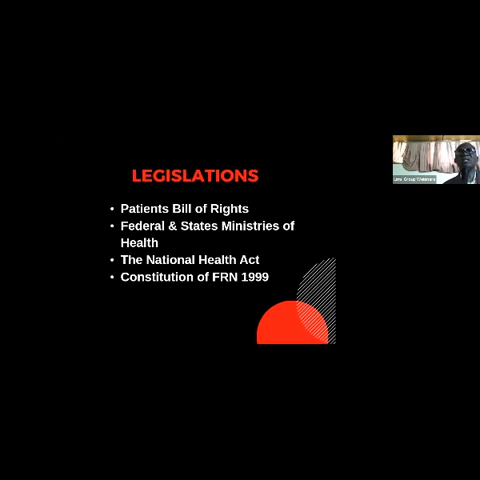 LEGISLATIONS
• Patients Bill of Rights
• Federal & States Ministries of
Health
• The National Health Act
• Constitution of FRN 1999